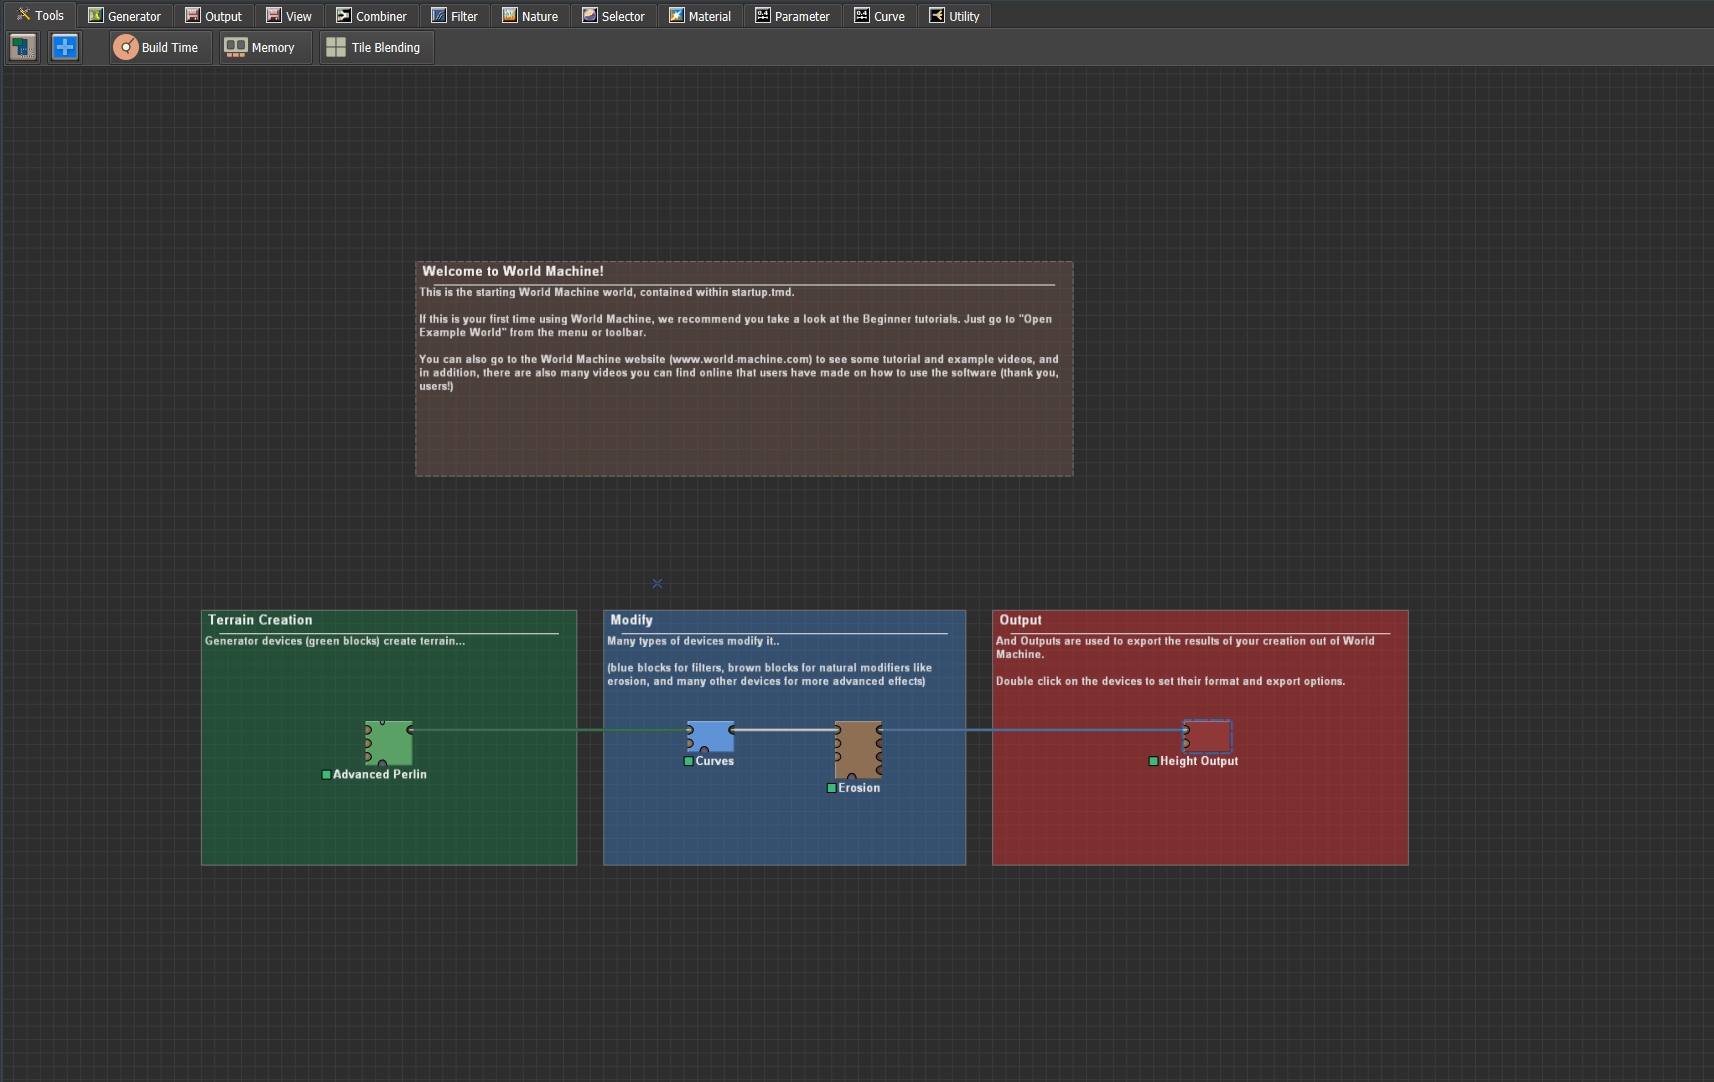 Tools
Generator
Output
View
Combiner
Filter
Nature
Selector
Material
Parameter
Curve
Utility
Build Time
Memory
Tile Blending
Welcome to World Machine!
This is the starting World Machine world, contained within startup.tmd.
If this is your first time using World Machine, we recommend you take a look at the Beginner tutorials. Just go to "Open
Example World" from the menu or toolbar.
You can also go to the World Machine website (www.world-machine.com) to see some tutorial and example videos, and
in addition, there are also many videos you can find online that users have made on how to use the software (thank you,
users!)
Terrain Creation
Generator devices (green blocks) create terrain...
Advanced Perlin
Modify
Many types of devices modify it..
(blue blocks for filters, brown blocks for natural modifiers like
erosion, and many other devices for more advanced effects)
Curves
Erosion
Output
And Outputs are used to export the results of your creation out of World
Machine.
Double click on the devices to set their format and export options.
Height Output